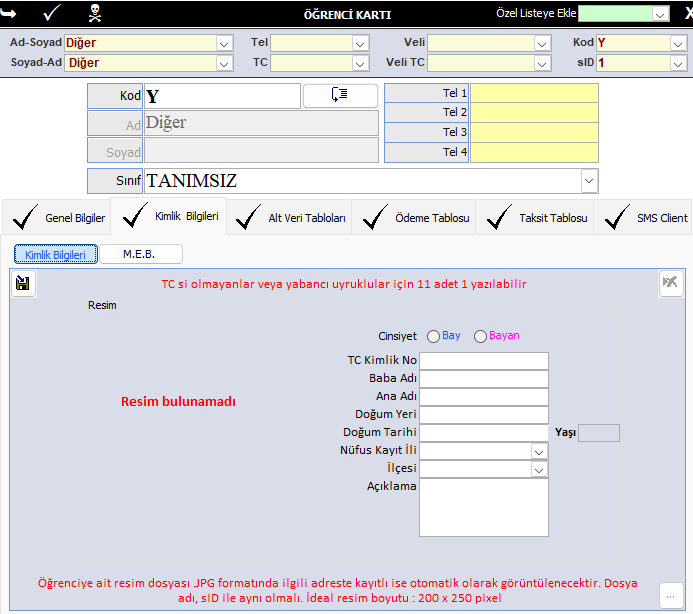 ÖĞRENCİ KARTI Özel Listeye Ekle X
Ad-Soyad Diğer Tel Veli Kod Y
Soyad-Ad Diğer TC Veli TC sID 1
Kod Y Tel 1
Ad Diğer Tel 2
Soyad Tel 3
Tel 4
Sınıf TANIMSIZ
Genel Bilgiler Kimlik Bilgileri Alt Veri Tabloları Ödeme Tablosu Taksit Tablosu SMS Client
Kimlik Bilgileri M.E.B.
TC si olmayanlar veya yabancı uyruklular için 11 adet 1 yazılabilir
Resim
Cinsiyet Bay Bayan
TC Kimlik No
Baba Adı
Resim bulunamadı Ana Adı
Doğum Yeri
Doğum Tarihi Yaşı
Nüfus Kayıt İli
İlçesi
Açıklama
Öğrenciye ait resim dosyası .JPG formatında ilgili adreste kayıtlı ise otomatik olarak görüntülenecektir. Dosya
adı, sID ile aynı olmalı. İdeal resim boyutu : 200 x 250 pixel
...